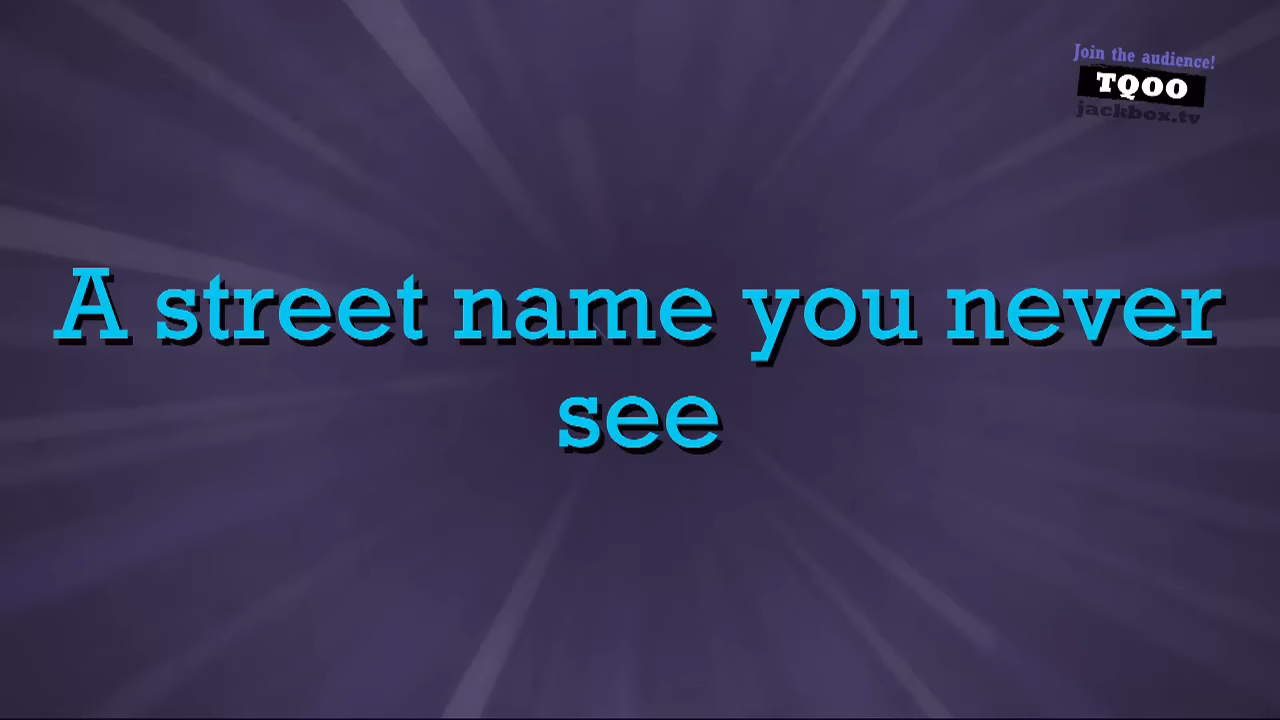 Join the audience!
TQOO
jackbox.tv
A street name you never
see